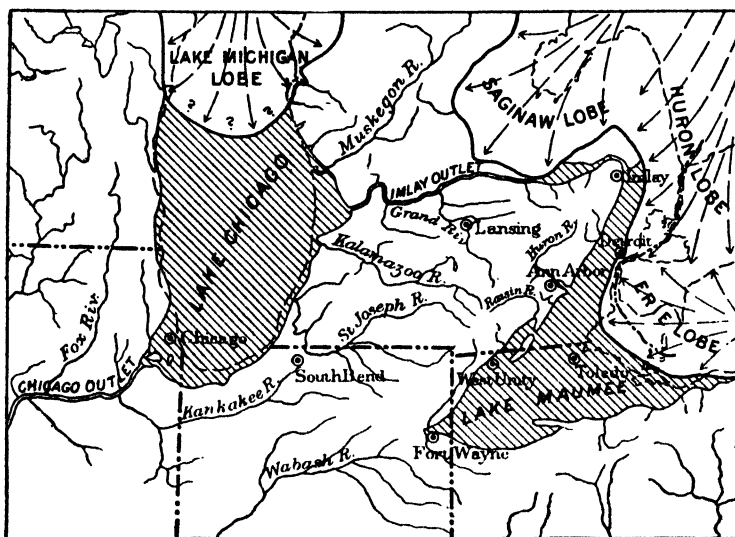 LAKE MICHIGAN
LOBE
? ? ? ?
Muskegon R.
SAGINAW LOBE
HURON LOBE
LAKE CHICAGO
IMLAY OUTLET
Imlay
Grand Riv.
Lansing
Huron R.
Detroit
Kalamazoo R.
Ann Arbor
Raisin R.
ERIE LOBE
Fox Riv.
St Joseph R.
Chicago
CHICAGO OUTLET
South Bend
West Unity
Toledo
Kankakee R.
LAKE MAUMEE
Fort Wayne
Wabash R.